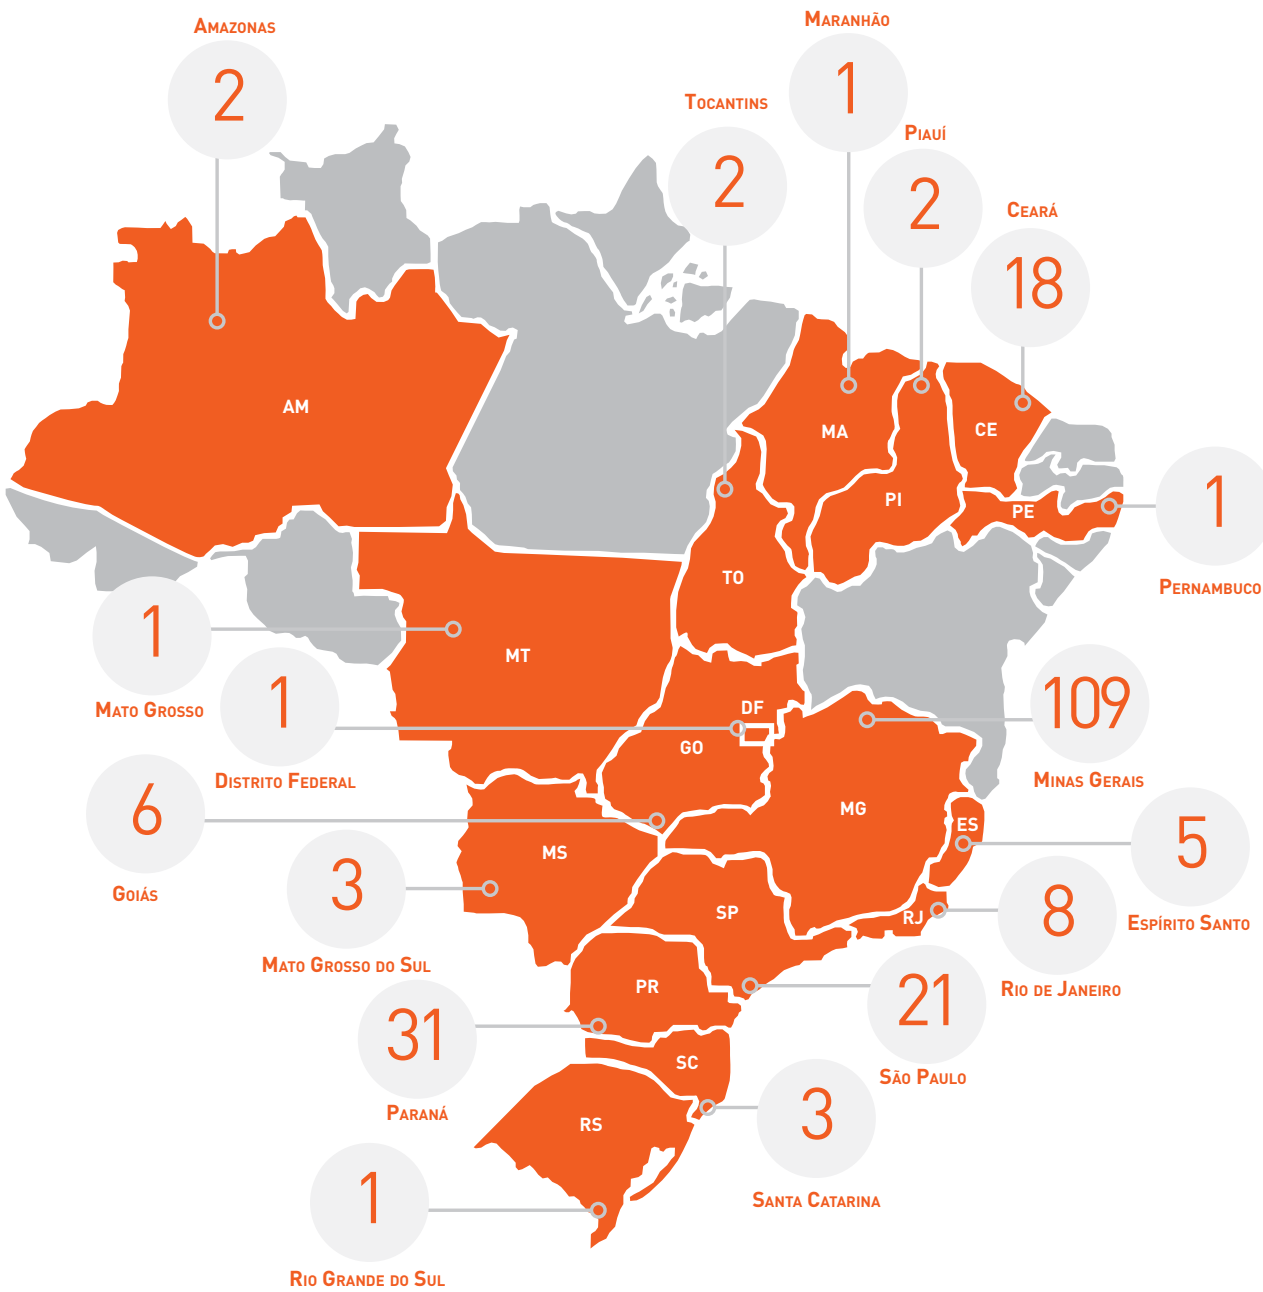 Amazonas
2
Maranhão
1
Tocantins
2
Piauí
2
Ceará
18
AM
MA
CE
PI
PE
1
Pernambuco
TO
1
Mato Grosso
MT
1
Distrito Federal
DF
GO
109
Minas Gerais
6
Goiás
MG
ES
5
Espírito Santo
MS
3
Mato Grosso do Sul
SP
RJ
8
Rio de Janeiro
PR
31
Paraná
21
São Paulo
SC
3
Santa Catarina
RS
1
Rio Grande do Sul